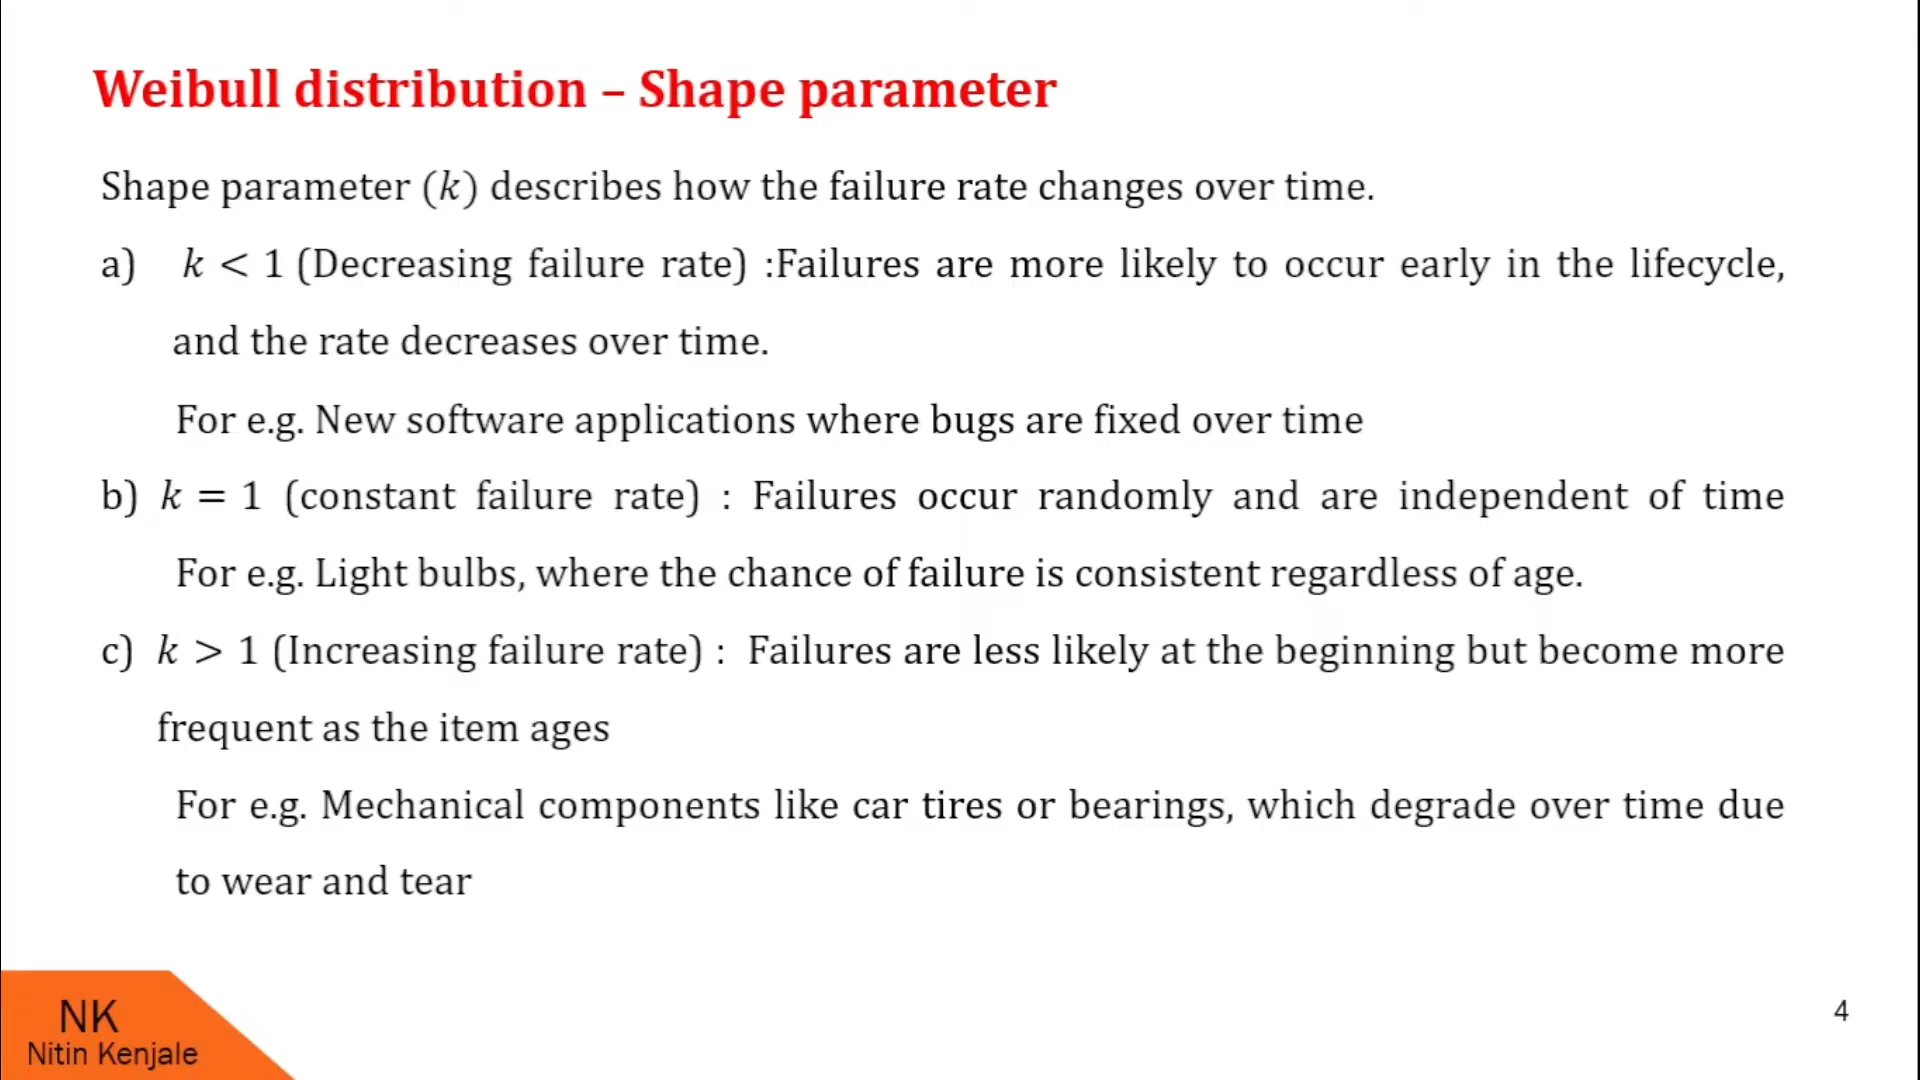 Weibull distribution – Shape parameter
Shape parameter (k) describes how the failure rate changes over time.
a) k < 1 (Decreasing failure rate) :Failures are more likely to occur early in the lifecycle,
and the rate decreases over time.
For e.g. New software applications where bugs are fixed over time
b) k = 1 (constant failure rate) : Failures occur randomly and are independent of time
For e.g. Light bulbs, where the chance of failure is consistent regardless of age.
c) k > 1 (Increasing failure rate) : Failures are less likely at the beginning but become more
frequent as the item ages
For e.g. Mechanical components like car tires or bearings, which degrade over time due
to wear and tear
NK
Nitin Kenjale
4